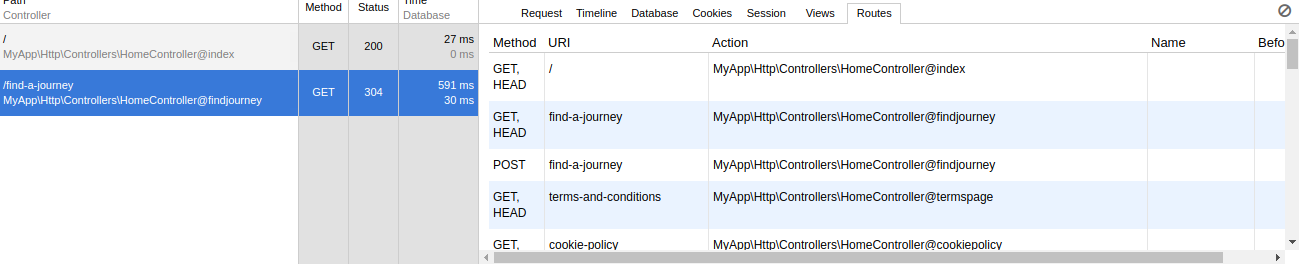 Path Method Status Time Request Timeline Database Cookies Session Views Routes
Controller Database
Method URI Action Name Befo
/ GET 200 27 ms
MyApp\Http\Controllers\HomeController@index 0 ms
GET, / MyApp\Http\Controllers\HomeController@index
HEAD
/find-a-journey GET 304 591 ms
MyApp\Http\Controllers\HomeController@findjourney 30 ms
GET, find-a-journey MyApp\Http\Controllers\HomeController@findjourney
HEAD
POST find-a-journey MyApp\Http\Controllers\HomeController@findjourney
GET, terms-and-conditions MyApp\Http\Controllers\HomeController@termspage
HEAD
GET, cookie-policy MyApp\Http\Controllers\HomeController@cookiepolicy